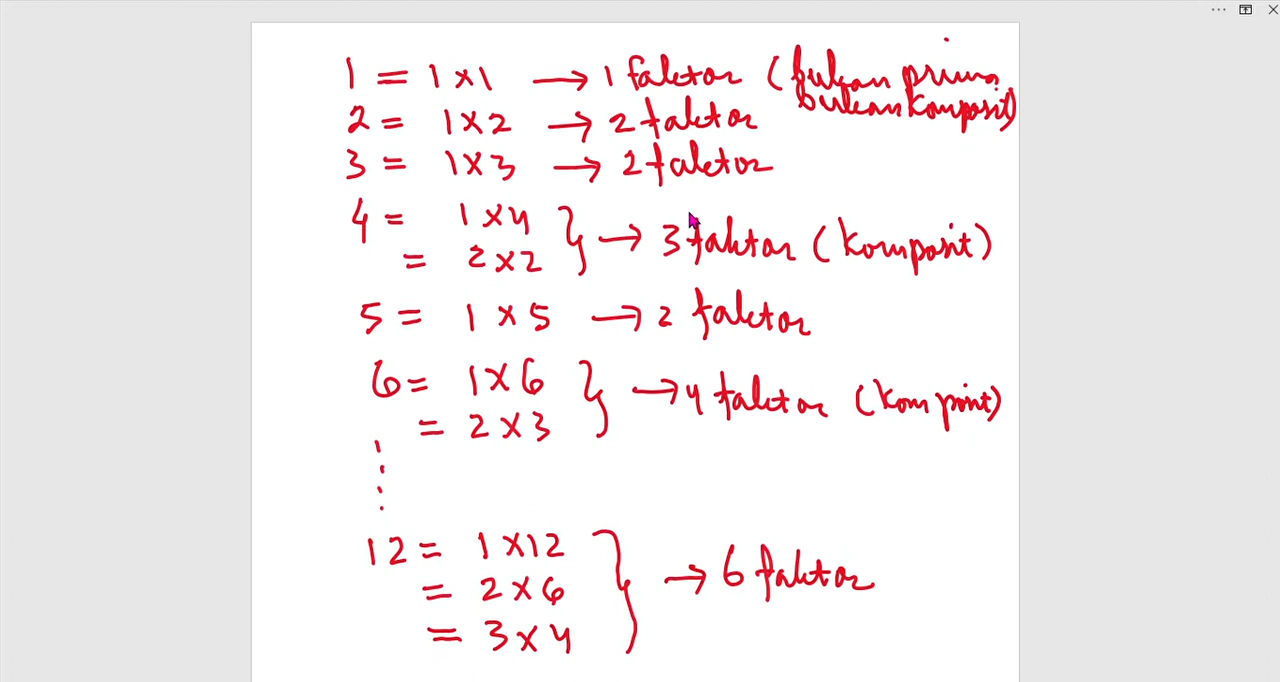 1 = 1 x 1 → 1 faktor (bukan prima
bukan komposit)
2 = 1 x 2 → 2 faktor
3 = 1 x 3 → 2 faktor
4 = 1 x 4
= 2 x 2 } → 3 faktor (komposit)
5 = 1 x 5 → 2 faktor
6 = 1 x 6
= 2 x 3 } → 4 faktor (komposit)
12 = 1 x 12
= 2 x 6 } → 6 faktor
= 3 x 4